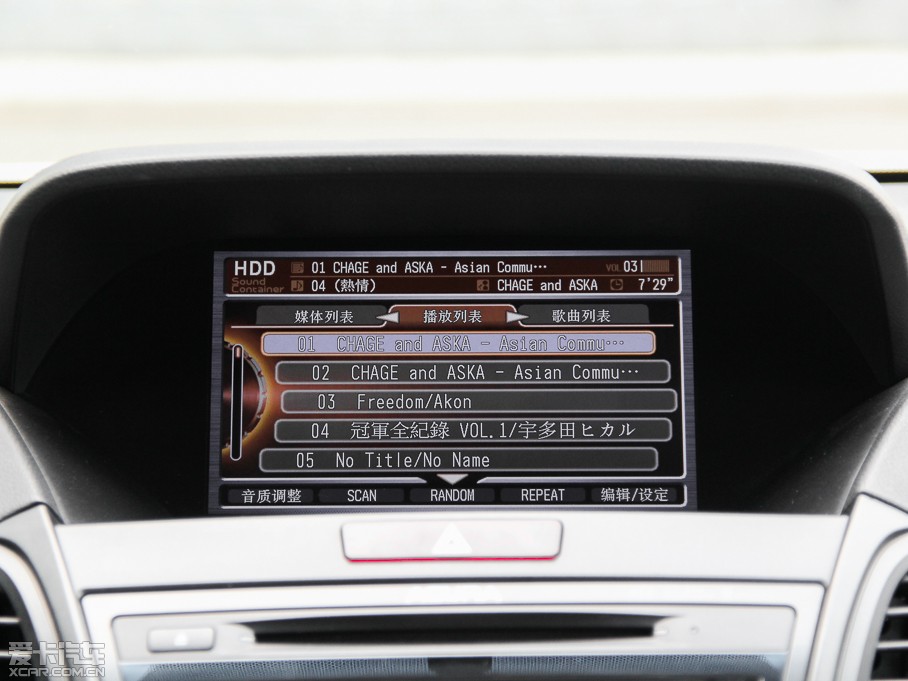 HDD 01 CHAGE and ASKA - Asian Commu… VOL 03
Sound Container 04 (熱情) CHAGE and ASKA 7'29"
媒体列表 播放列表 歌曲列表
01 CHAGE and ASKA - Asian Commu…
02 CHAGE and ASKA - Asian Commu…
03 Freedom/Akon
04 冠軍全紀錄 VOL.1/宇多田ヒカル
05 No Title/No Name
音质调整 SCAN RANDOM REPEAT 编辑/设定
爱卡汽车
XCAR.COM.CN